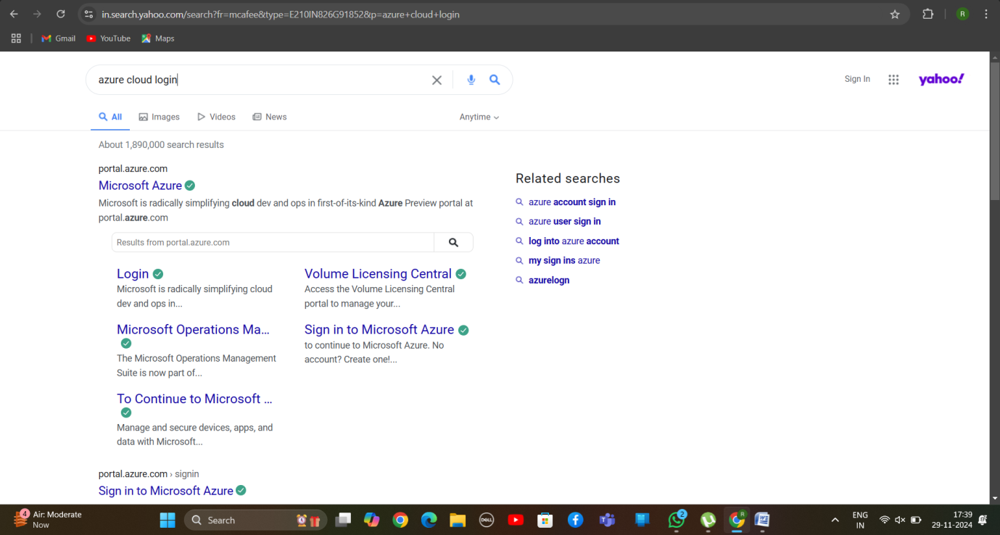 in.search.yahoo.com/search?fr=mcafee&type=E210IN826G91852&p=azure+cloud+login
R
Gmail
YouTube
Maps
azure cloud login
Sign In
yahoo!
All
Images
Videos
News
Anytime
About 1,890,000 search results
portal.azure.com
Microsoft Azure
Microsoft is radically simplifying cloud dev and ops in first-of-its-kind Azure Preview portal at
portal.azure.com
Results from portal.azure.com
Login
Microsoft is radically simplifying cloud
dev and ops in...
Volume Licensing Central
Access the Volume Licensing Central
portal to manage your...
Microsoft Operations Ma...
The Microsoft Operations Management
Suite is now part of...
Sign in to Microsoft Azure
to continue to Microsoft Azure. No
account? Create one!...
To Continue to Microsoft ...
Manage and secure devices, apps, and
data with Microsoft...
portal.azure.com › signin
Sign in to Microsoft Azure
Related searches
azure account sign in
azure user sign in
log into azure account
my sign ins azure
azurelogn
4
Air: Moderate
Now
Search
DELL
2
R
ENG
IN
17:39
29-11-2024